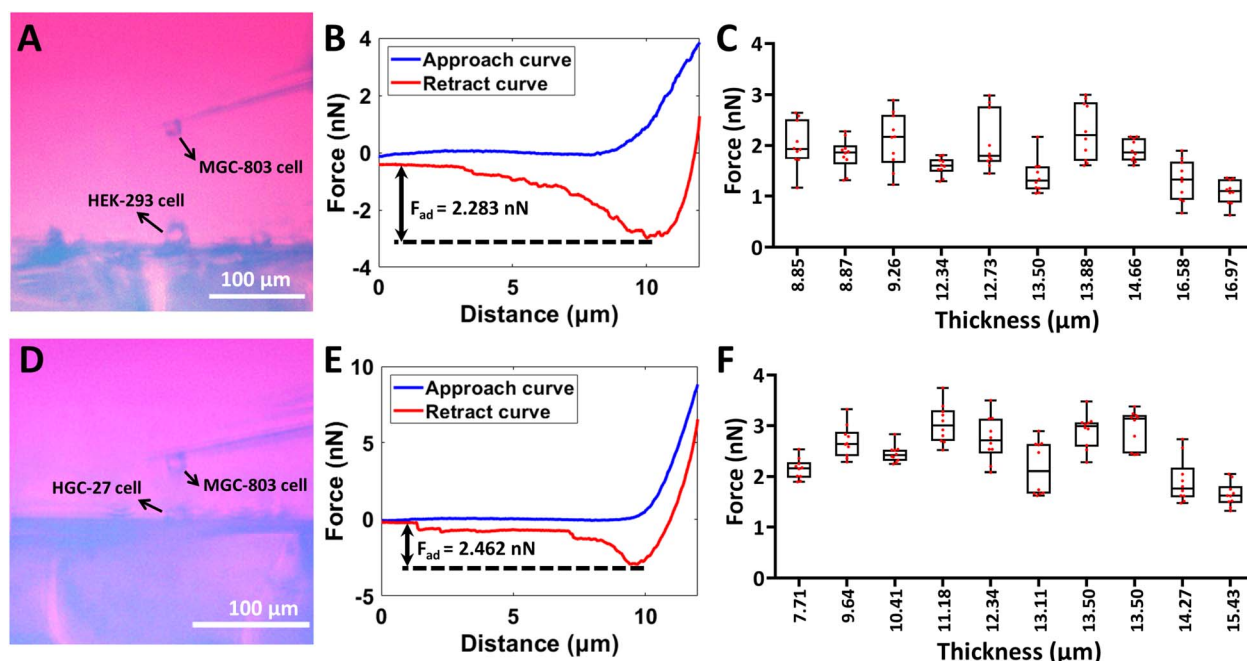 A
MGC-803 cell
HEK-293 cell
100 µm
B
Approach curve
Retract curve
Force (nN)
4
2
0
-2
-4
F_ad = 2.283 nN
0
5
10
Distance (µm)
C
Force (nN)
4
3
2
1
0
8.85
8.87
9.26
12.34
12.73
13.50
13.88
14.66
16.58
16.97
Thickness (µm)
D
HGC-27 cell
MGC-803 cell
100 µm
E
Approach curve
Retract curve
Force (nN)
10
5
0
-5
F_ad = 2.462 nN
0
5
10
Distance (µm)
F
Force (nN)
4
3
2
1
0
7.71
9.64
10.41
11.18
12.34
13.11
13.50
13.50
14.27
15.43
Thickness (µm)